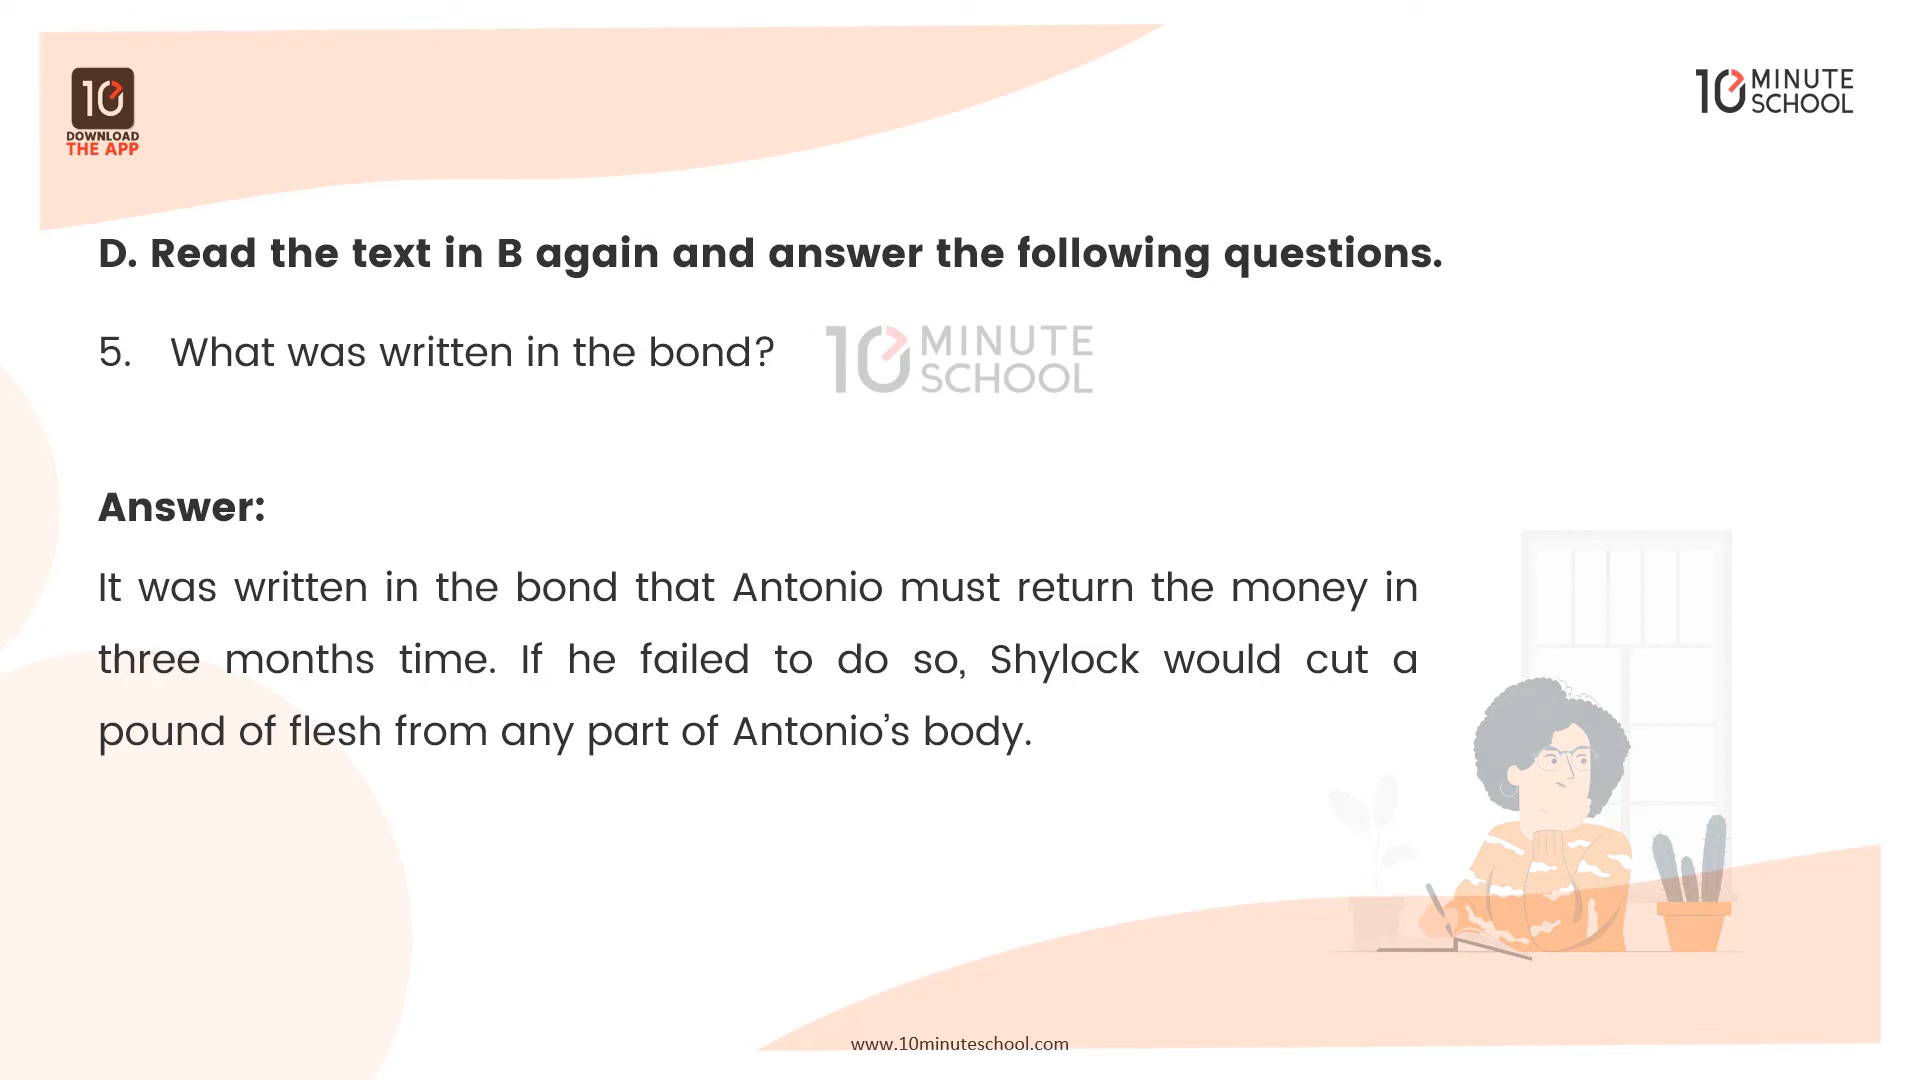 10
DOWNLOAD
THE APP
10 MINUTE
SCHOOL
D. Read the text in B again and answer the following questions.
5. What was written in the bond?
10 MINUTE
SCHOOL
Answer:
It was written in the bond that Antonio must return the money in
three months time. If he failed to do so, Shylock would cut a
pound of flesh from any part of Antonio’s body.
www.10minuteschool.com